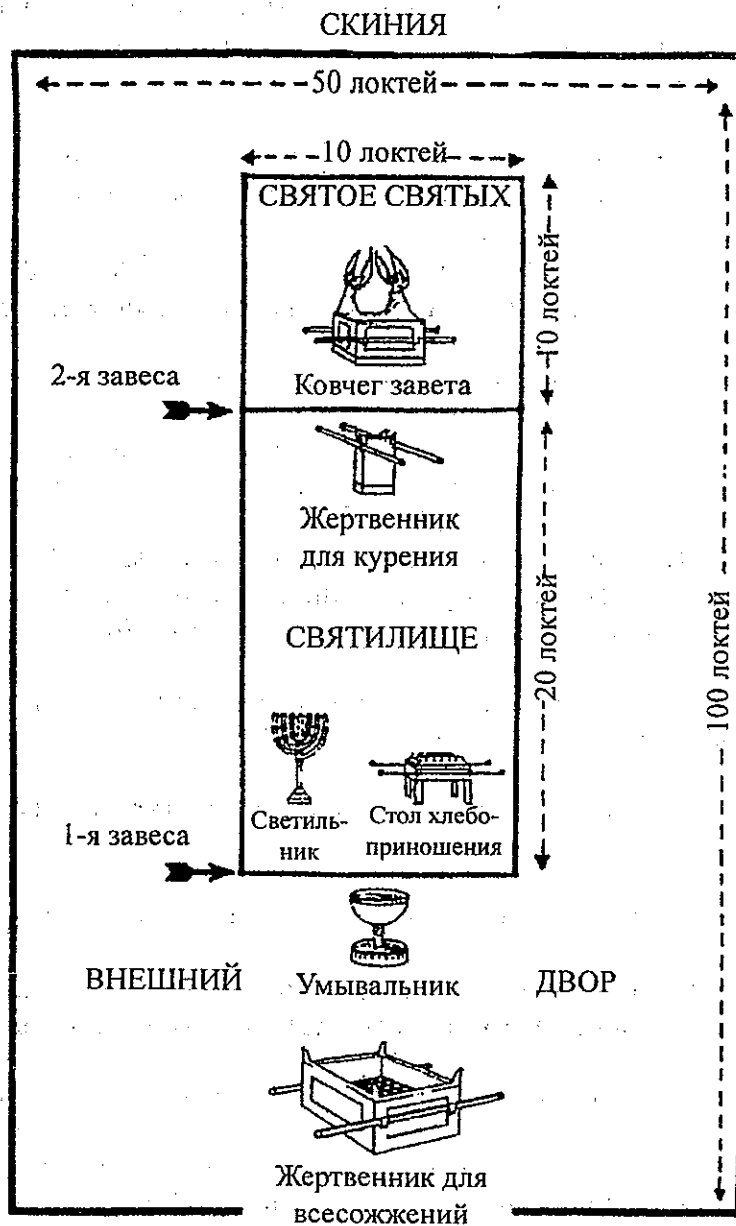 СКИНИЯ
50 локтей
10 локтей
СВЯТОЕ СВЯТЫХ
10 локтей
Ковчег завета
2-я завеса
Жертвенник
для курения
СВЯТИЛИЩЕ
20 локтей
100 локтей
Светиль-
ник
Стол хлебо-
приношения
1-я завеса
ВНЕШНИЙ
Умывальник
ДВОР
Жертвенник для
всесожжений